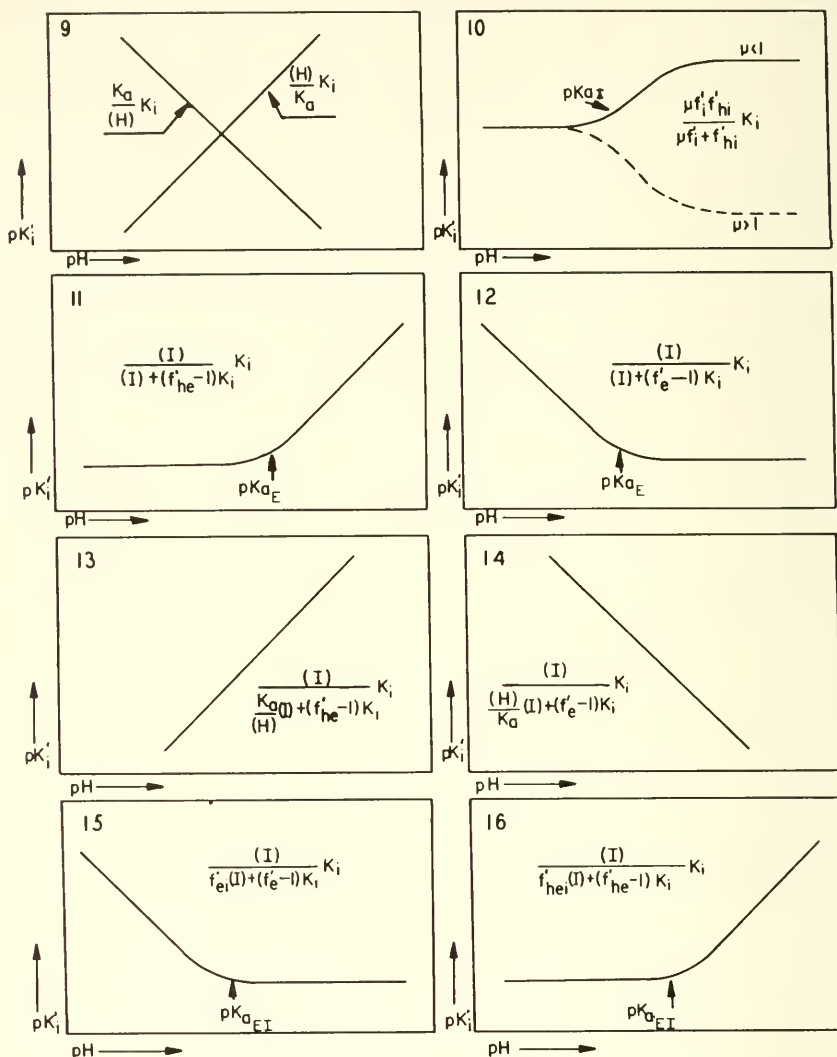 9
Ka/(H) Ki
(H)/Ka Ki
pK'i
pH
10
μ<1
pKaI
μf'i f'hi / μf'i + f'hi Ki
μ>1
pK'i
pH
11
(I) / (I) + (f'he −1)Ki Ki
pKaE
pK'i
pH
12
(I) / (I) + (f'e −1) Ki Ki
pKaE
pK'i
pH
13
(I) / Ka/(H) (I) + (f'he −1) Ki Ki
pK'i
pH
14
(I) / (H)/Ka (I) + (f'e −1)Ki Ki
pK'i
pH
15
(I) / f'ei (I) + (f'e −1) Ki Ki
pKaEI
pK'i
pH
16
(I) / f'hei (I) + (f'he −1) Ki Ki
pKaEI
pK'i
pH